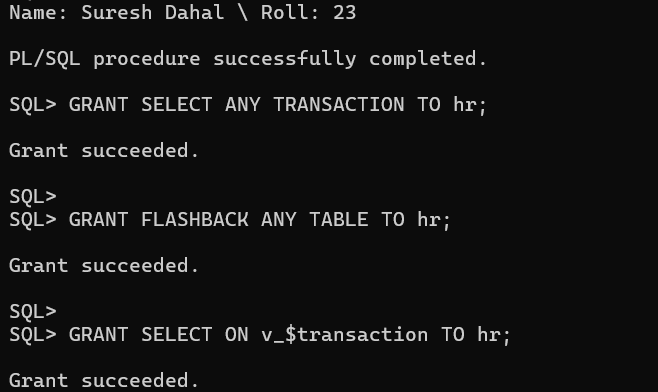 Name: Suresh Dahal \ Roll: 23
PL/SQL procedure successfully completed.
SQL> GRANT SELECT ANY TRANSACTION TO hr;
Grant succeeded.
SQL>
SQL> GRANT FLASHBACK ANY TABLE TO hr;
Grant succeeded.
SQL>
SQL> GRANT SELECT ON v_$transaction TO hr;
Grant succeeded.